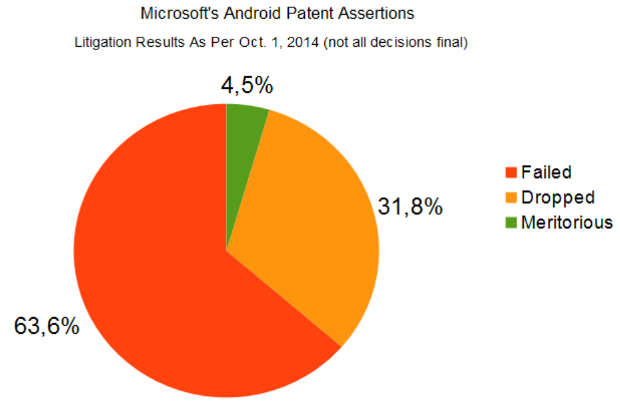 Microsoft's Android Patent Assertions
Litigation Results As Per Oct. 1, 2014 (not all decisions final)
4,5%
31,8%
63,6%
Failed
Dropped
Meritorious